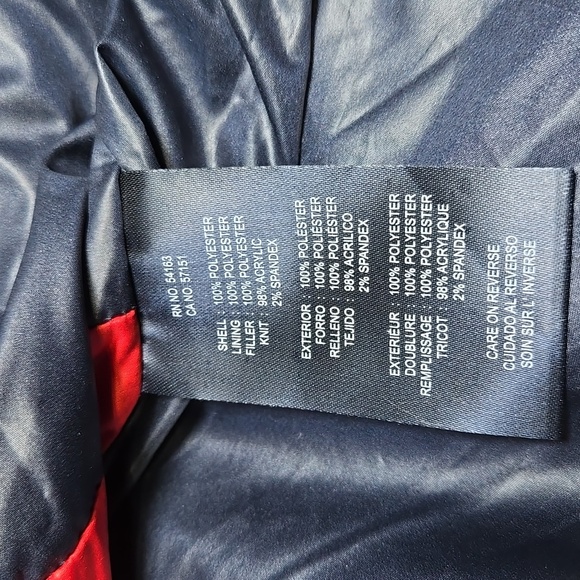 RN NO. 54163
CA NO. 57151
SHELL : 100% POLYESTER
LINING : 100% POLYESTER
FILLER : 100% POLYESTER
KNIT : 98% ACRYLIC
2% SPANDEX
EXTERIOR : 100% POLIÉSTER
FORRO : 100% POLIÉSTER
RELLENO : 100% POLIÉSTER
TEJIDO : 98% ACRILICO
2% SPANDEX
EXTERIEUR : 100% POLYESTER
DOUBLURE : 100% POLYESTER
REMPLISSAGE : 100% POLYESTER
TRICOT : 98% ACRYLIQUE
2% SPANDEX
CARE ON REVERSE
CUIDADO AL REVERSO
SOIN SUR L'INVERSE